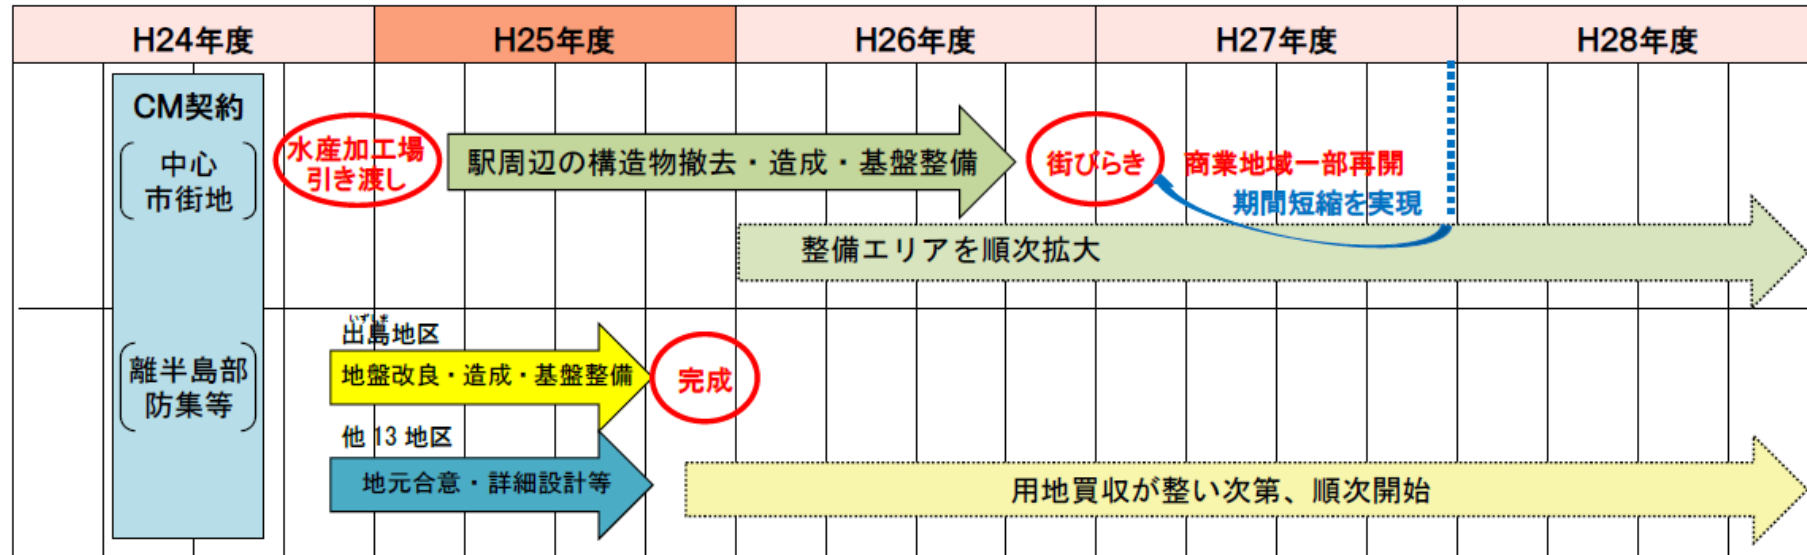 H24年度
H25年度
H26年度
H27年度
H28年度
CM契約
中心
市街地
水産加工場
引き渡し
駅周辺の構造物撤去・造成・基盤整備
街びらき
商業地域一部再開
期間短縮を実現
整備エリアを順次拡大
離半島部
防集等
いずしま
出島地区
地盤改良・造成・基盤整備
完成
他13地区
地元合意・詳細設計等
用地買収が整い次第、順次開始